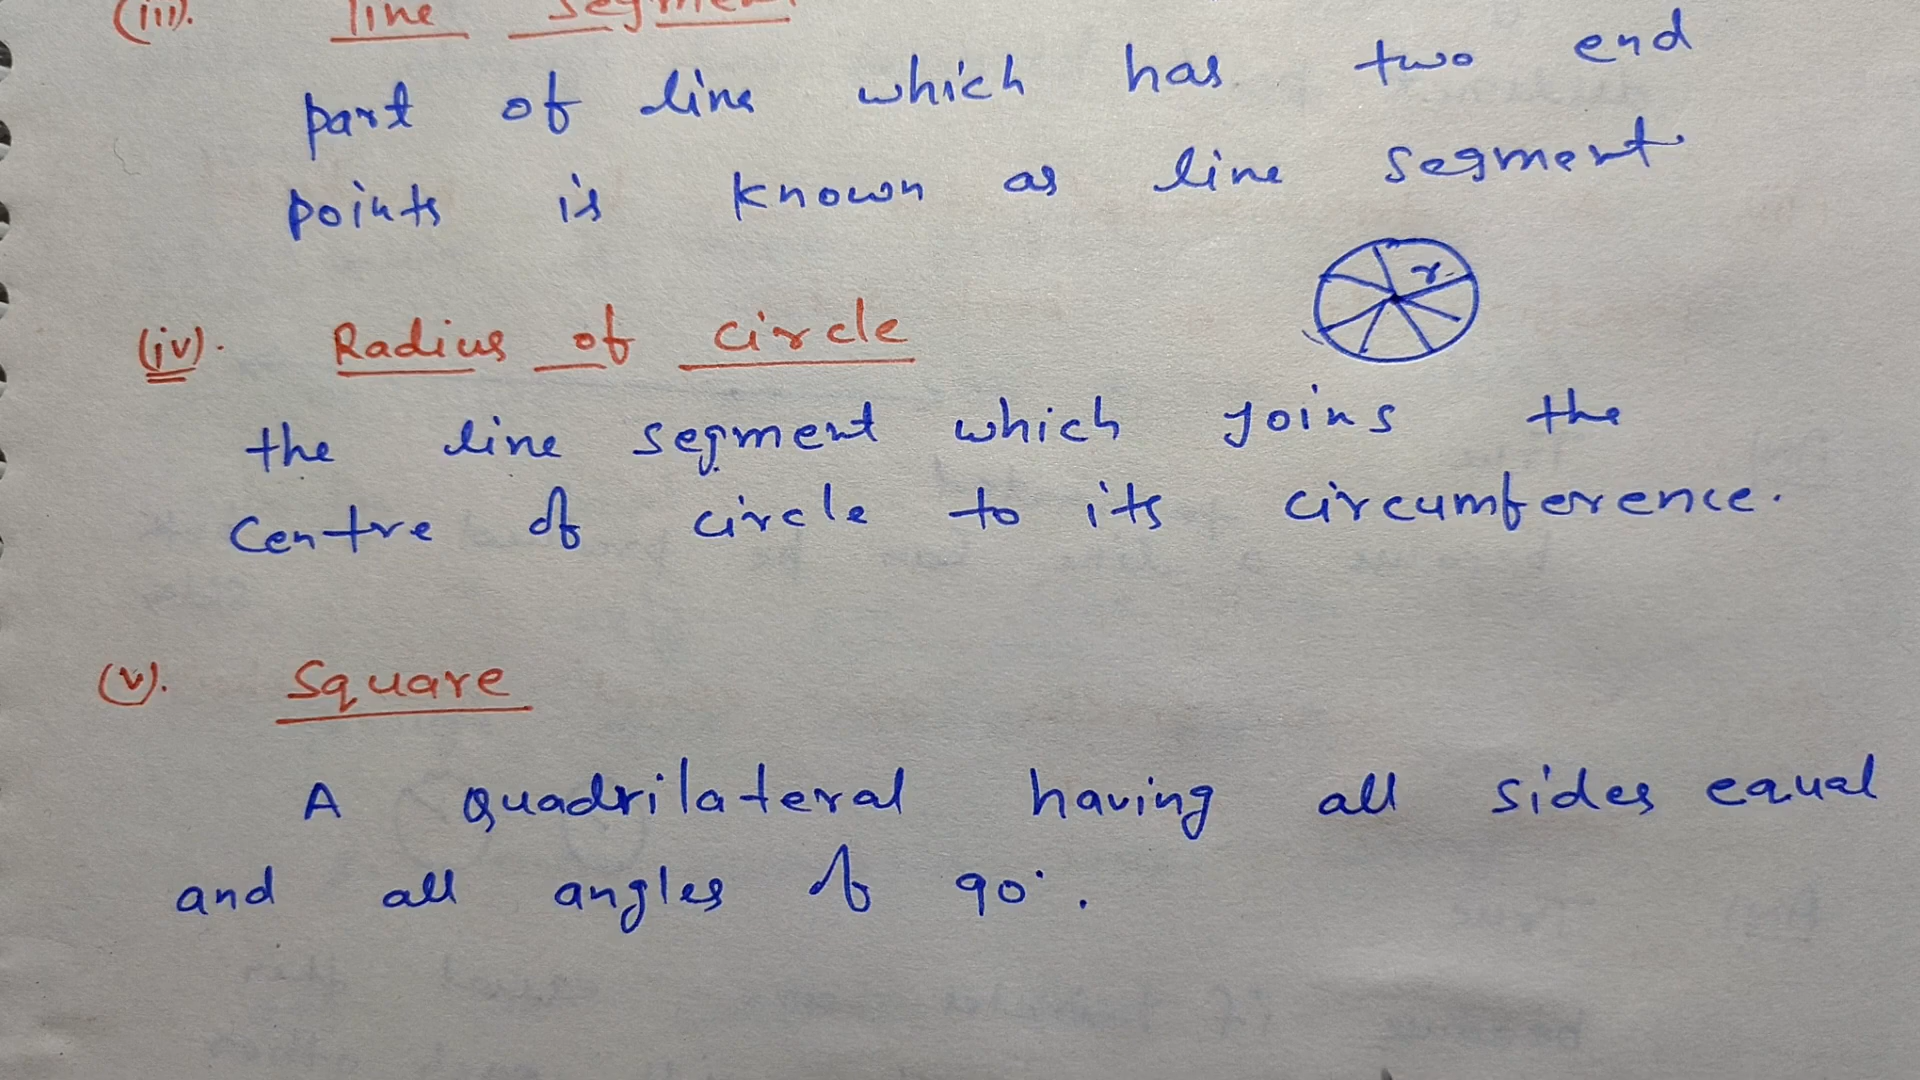 (iii). line segment
part of line which has two end
points is known as line segment
r
(iv). Radius of circle
the line segment which joins the
Centre of circle to its circumference.
(v). Square
A quadrilateral having all sides equal
and all angles of 90°.